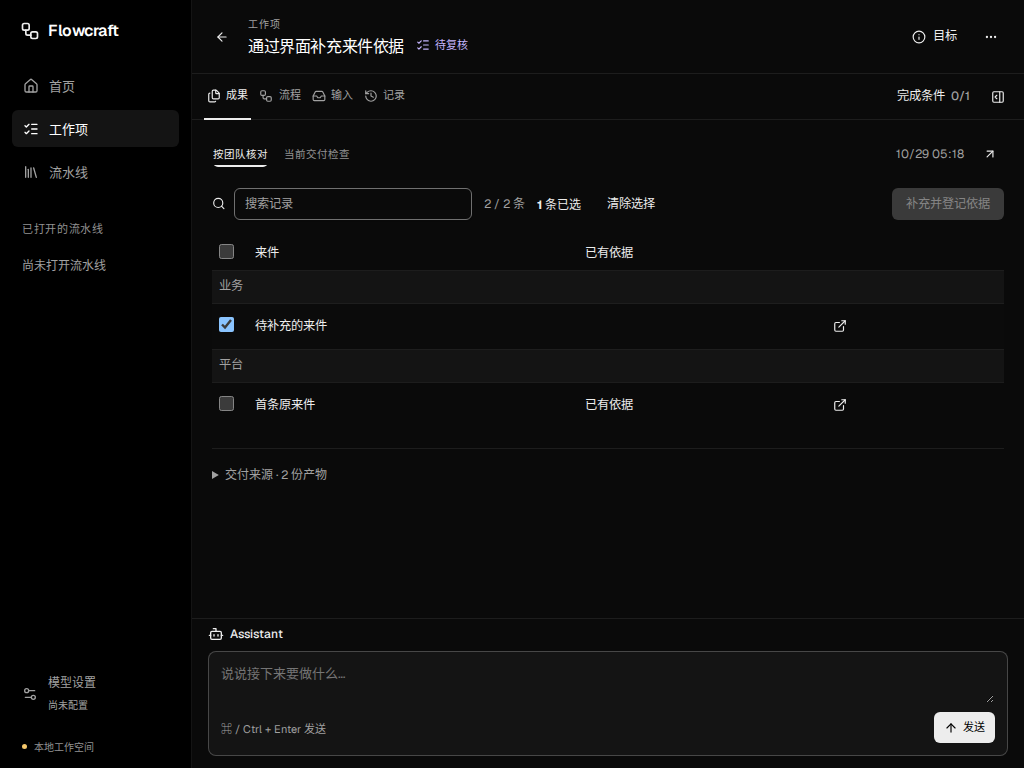 Flowcraft
首页
工作项
流水线
已打开的流水线
尚未打开流水线
模型设置
尚未配置
本地工作空间
工作项
通过界面补充来件依据 待复核
目标
成果 流程 输入 记录
完成条件 0/1
按团队核对 当前交付检查
10/29 05:18
搜索记录
2 / 2 条 1 条已选 清除选择
补充并登记依据
来件 已有依据
业务
待补充的来件
平台
首条原来件 已有依据
交付来源 · 2 份产物
Assistant
说说接下来要做什么…
⌘ / Ctrl + Enter 发送
发送